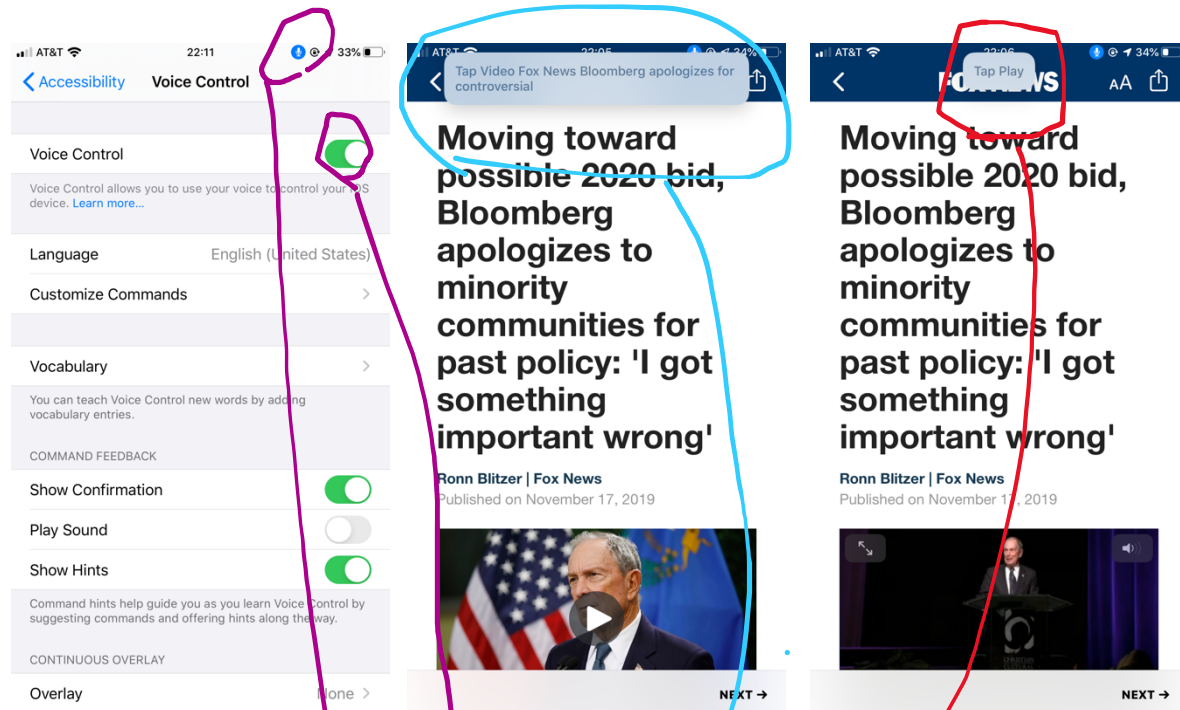 AT&T
22:11
33%
Accessibility
Voice Control
Voice Control
Voice Control allows you to use your voice to control your iOS
device. Learn more...
Language
English (United States)
Customize Commands
Vocabulary
You can teach Voice Control new words by adding
vocabulary entries.
COMMAND FEEDBACK
Show Confirmation
Play Sound
Show Hints
Command hints help guide you as you learn Voice Control by
suggesting commands and offering hints along the way.
CONTINUOUS OVERLAY
Overlay
None
AT&T
22:05
34%
Tap Video Fox News Bloomberg apologizes for
controversial
Moving toward
possible 2020 bid,
Bloomberg
apologizes to
minority
communities for
past policy: 'I got
something
important wrong'
Ronn Blitzer | Fox News
Published on November 17, 2019
NEXT →
AT&T
22:06
34%
Tap Play
FOX NEWS
AA
Moving toward
possible 2020 bid,
Bloomberg
apologizes to
minority
communities for
past policy: 'I got
something
important wrong'
Ronn Blitzer | Fox News
Published on November 17, 2019
NEXT →